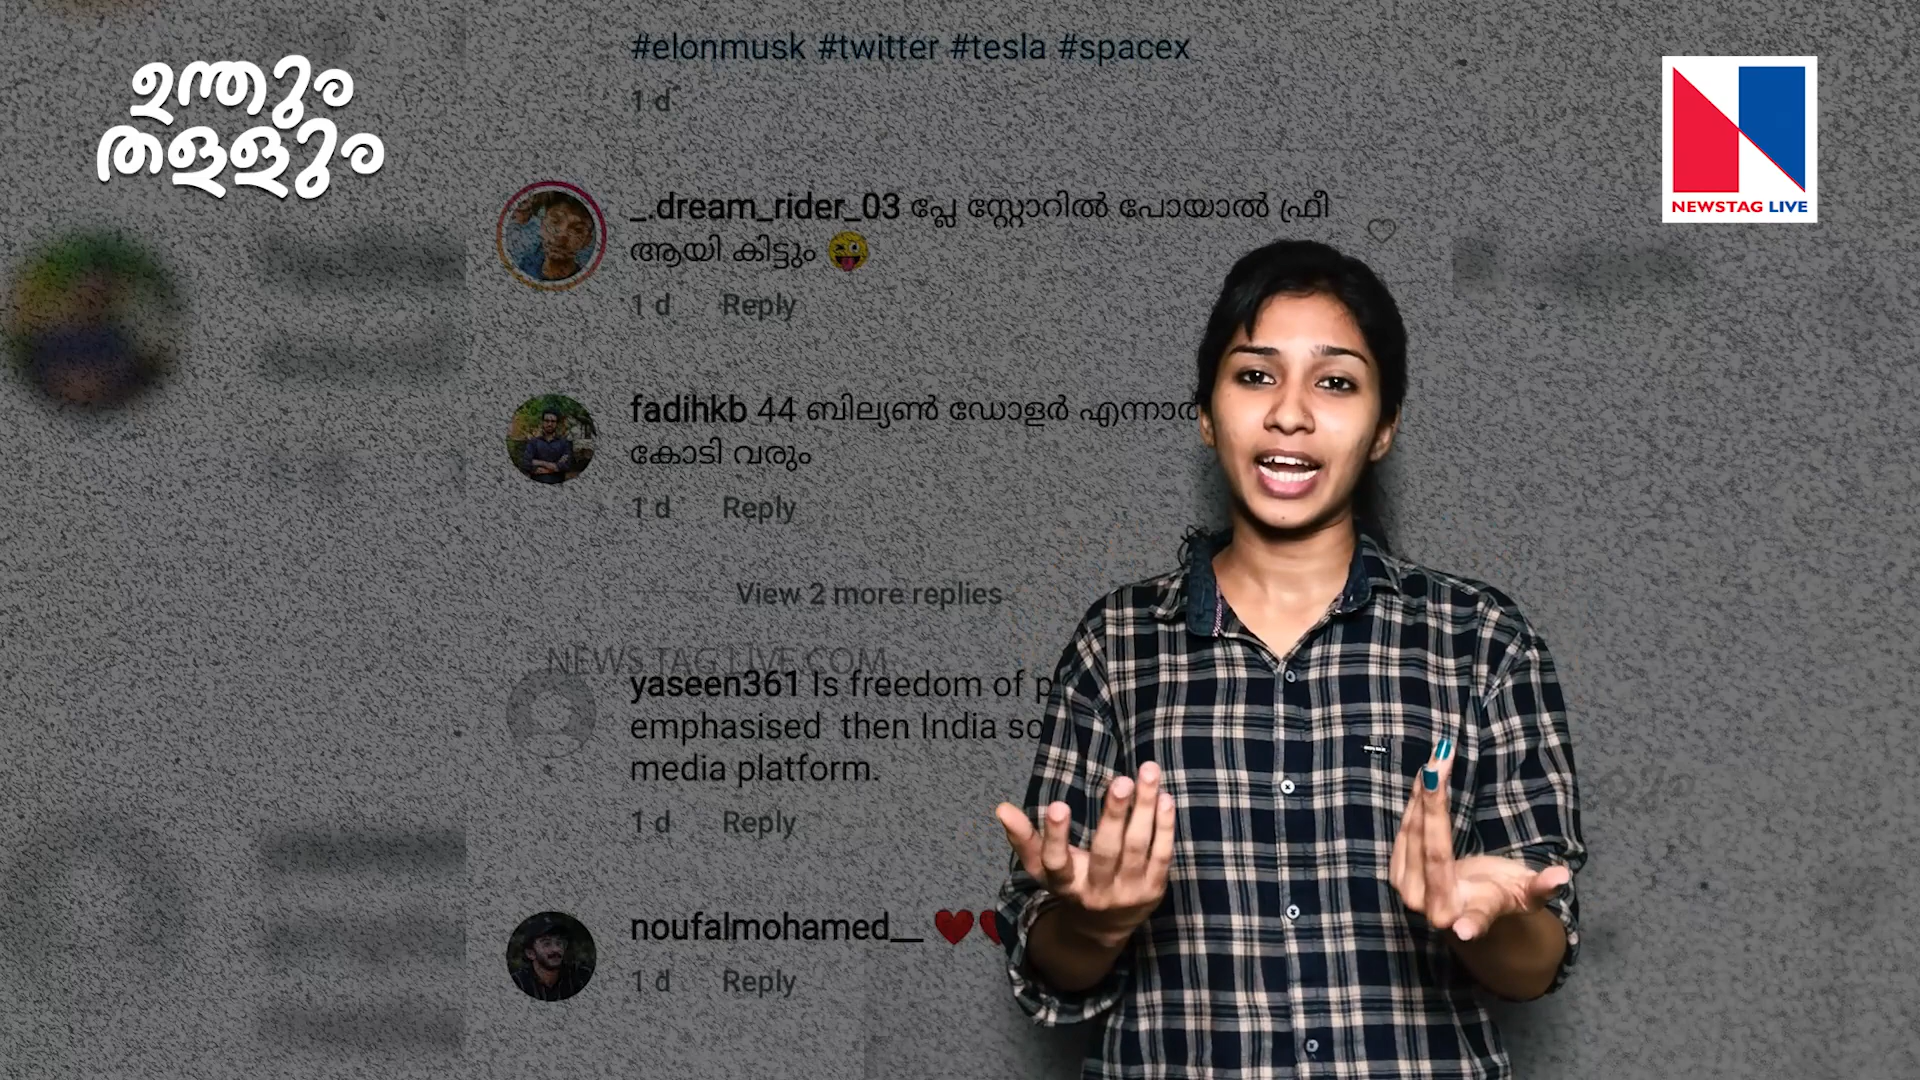 ഉന്തും
തള്ളും
#elonmusk #twitter #tesla #spacex
1 d
NEWSTAG LIVE
_.dream_rider_03 പ്ലേ സ്റ്റോറിൽ പോയാൽ ഫ്രീ
ആയി കിട്ടും 😜
1 d Reply
fadihkb 44 ബില്യൺ ഡോളർ എന്നാൽ
കോടി വരും
1 d Reply
View 2 more replies
NEWS TAG LIVE.COM
yaseen361 Is freedom of
emphasised then India
media platform.
1 d Reply
noufalmohamed__ ❤❤
1 d Reply